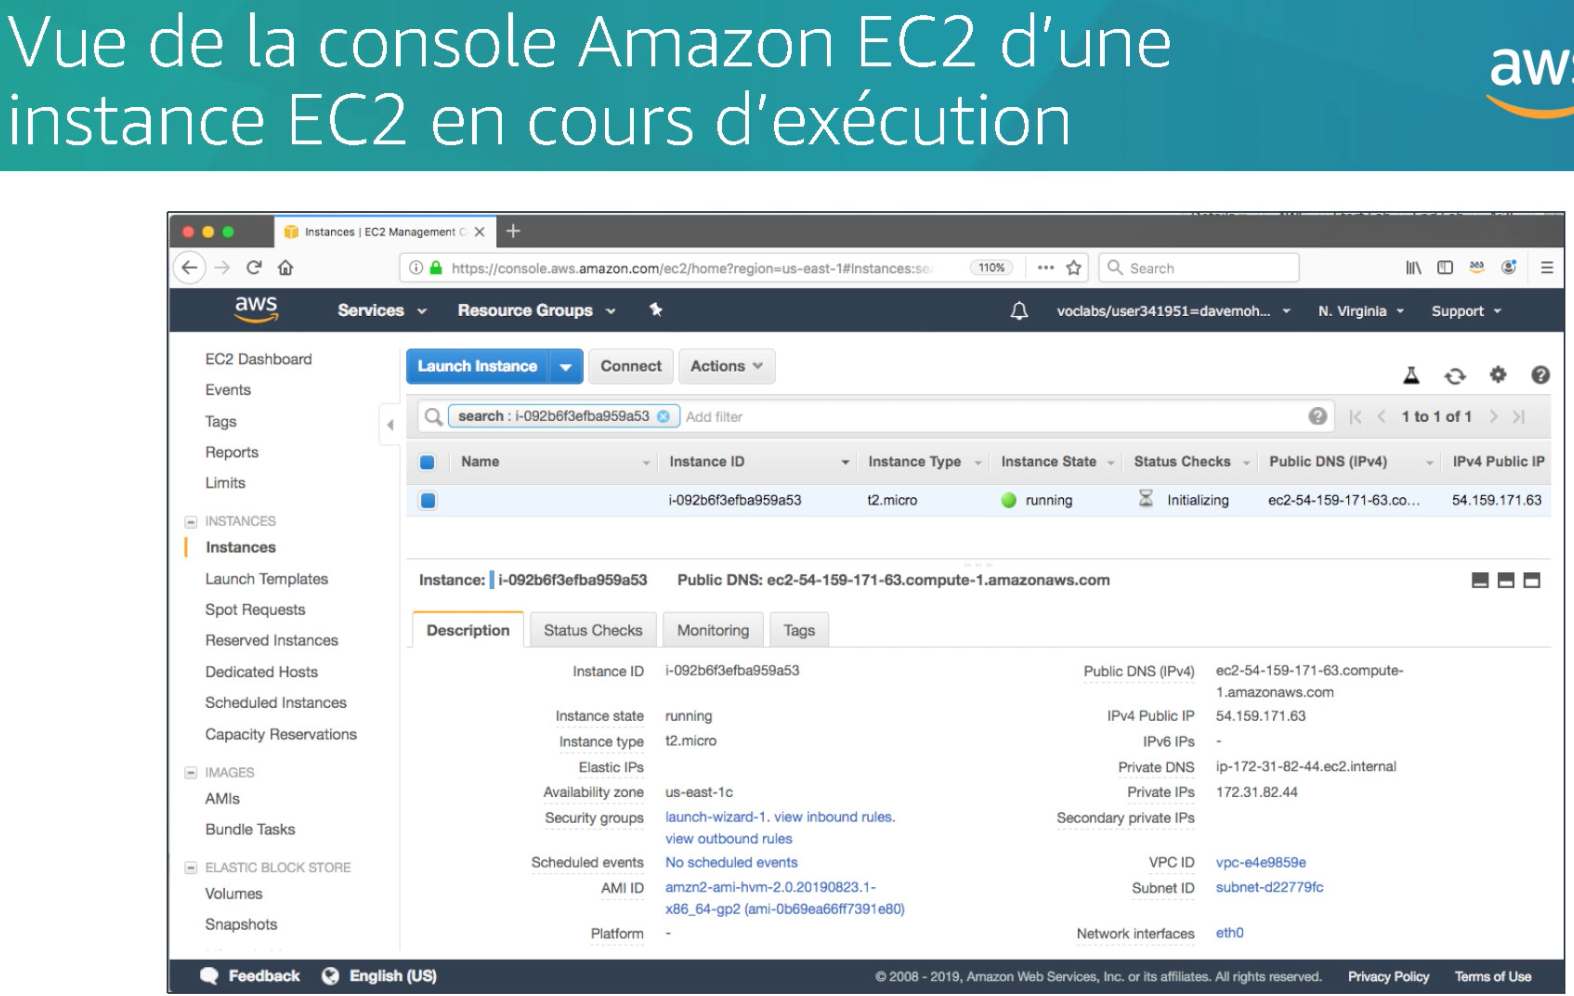 Vue de la console Amazon EC2 d'une
instance EC2 en cours d'exécution
aws
Instances | EC2 Management C
https://console.aws.amazon.com/ec2/home?region=us-east-1#Instances:sea
110%
Search
aws
Services
Resource Groups
voclabs/user341951=davemoh...
N. Virginia
Support
EC2 Dashboard
Events
Tags
Reports
Limits
INSTANCES
Instances
Launch Templates
Spot Requests
Reserved Instances
Dedicated Hosts
Scheduled Instances
Capacity Reservations
IMAGES
AMIs
Bundle Tasks
ELASTIC BLOCK STORE
Volumes
Snapshots
Launch Instance
Connect
Actions
search : i-092b6f3efba959a53
Add filter
1 to 1 of 1
Name
Instance ID
Instance Type
Instance State
Status Checks
Public DNS (IPv4)
IPv4 Public IP
i-092b6f3efba959a53
t2.micro
running
Initializing
ec2-54-159-171-63.co...
54.159.171.63
Instance: i-092b6f3efba959a53
Public DNS: ec2-54-159-171-63.compute-1.amazonaws.com
Description
Status Checks
Monitoring
Tags
Instance ID i-092b6f3efba959a53
Instance state running
Instance type t2.micro
Elastic IPs
Availability zone us-east-1c
Security groups launch-wizard-1. view inbound rules.
view outbound rules
Scheduled events No scheduled events
AMI ID amzn2-ami-hvm-2.0.20190823.1-
x86_64-gp2 (ami-0b69ea66ff7391e80)
Platform -
Public DNS (IPv4) ec2-54-159-171-63.compute-
1.amazonaws.com
IPv4 Public IP 54.159.171.63
IPv6 IPs -
Private DNS ip-172-31-82-44.ec2.internal
Private IPs 172.31.82.44
Secondary private IPs
VPC ID vpc-e4e9859e
Subnet ID subnet-d22779fc
Network interfaces eth0
Feedback
English (US)
© 2008 - 2019, Amazon Web Services, Inc. or its affiliates. All rights reserved.
Privacy Policy
Terms of Use